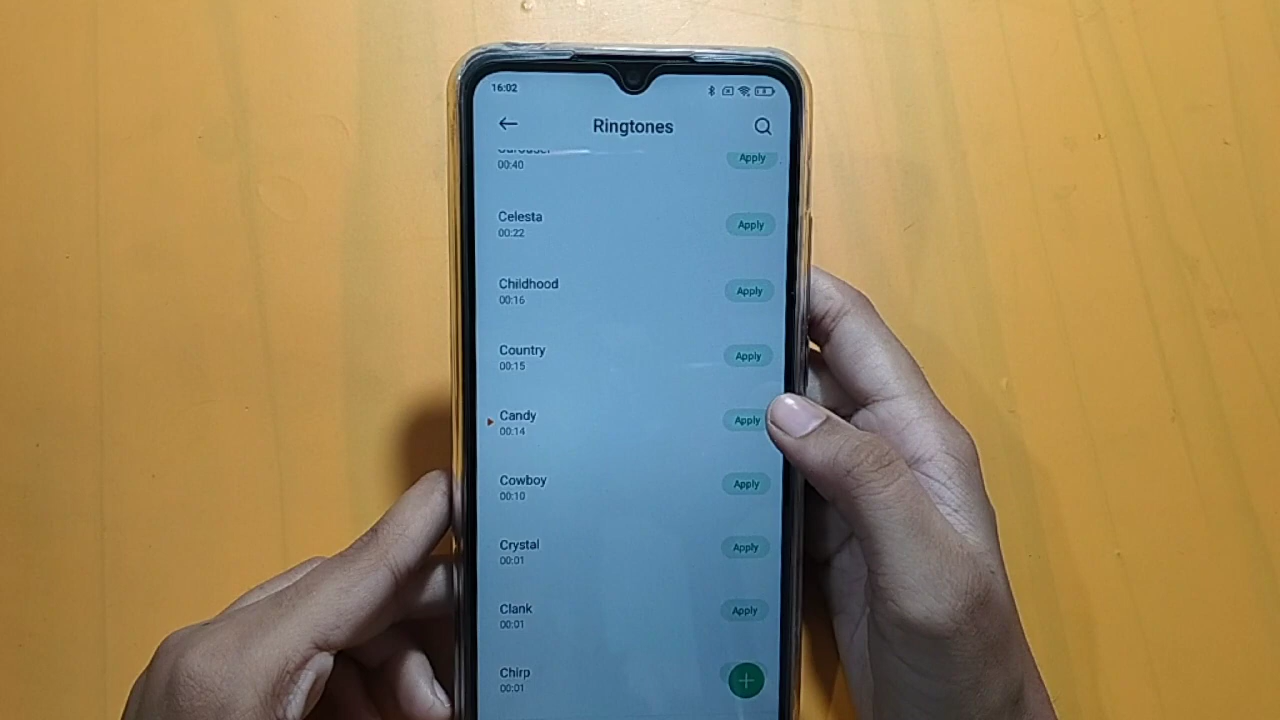 16:02
Ringtones
00:40
Apply
Celesta
00:22
Apply
Childhood
00:16
Apply
Country
00:15
Apply
Candy
00:14
Apply
Cowboy
00:10
Apply
Crystal
00:01
Apply
Clank
00:01
Apply
Chirp
00:01